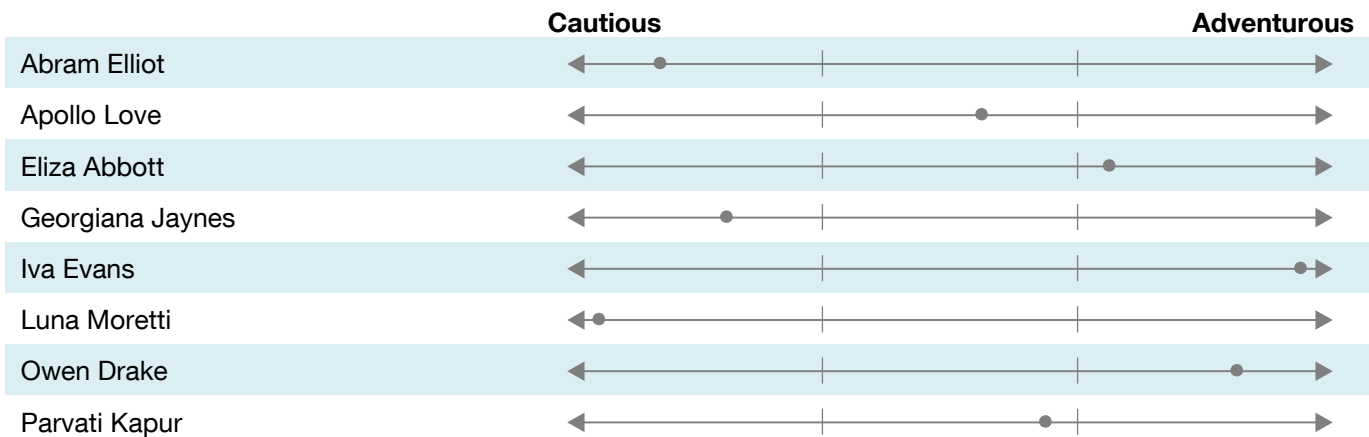 Cautious Adventurous
Abram Elliot
Apollo Love
Eliza Abbott
Georgiana Jaynes
Iva Evans
Luna Moretti
Owen Drake
Parvati Kapur